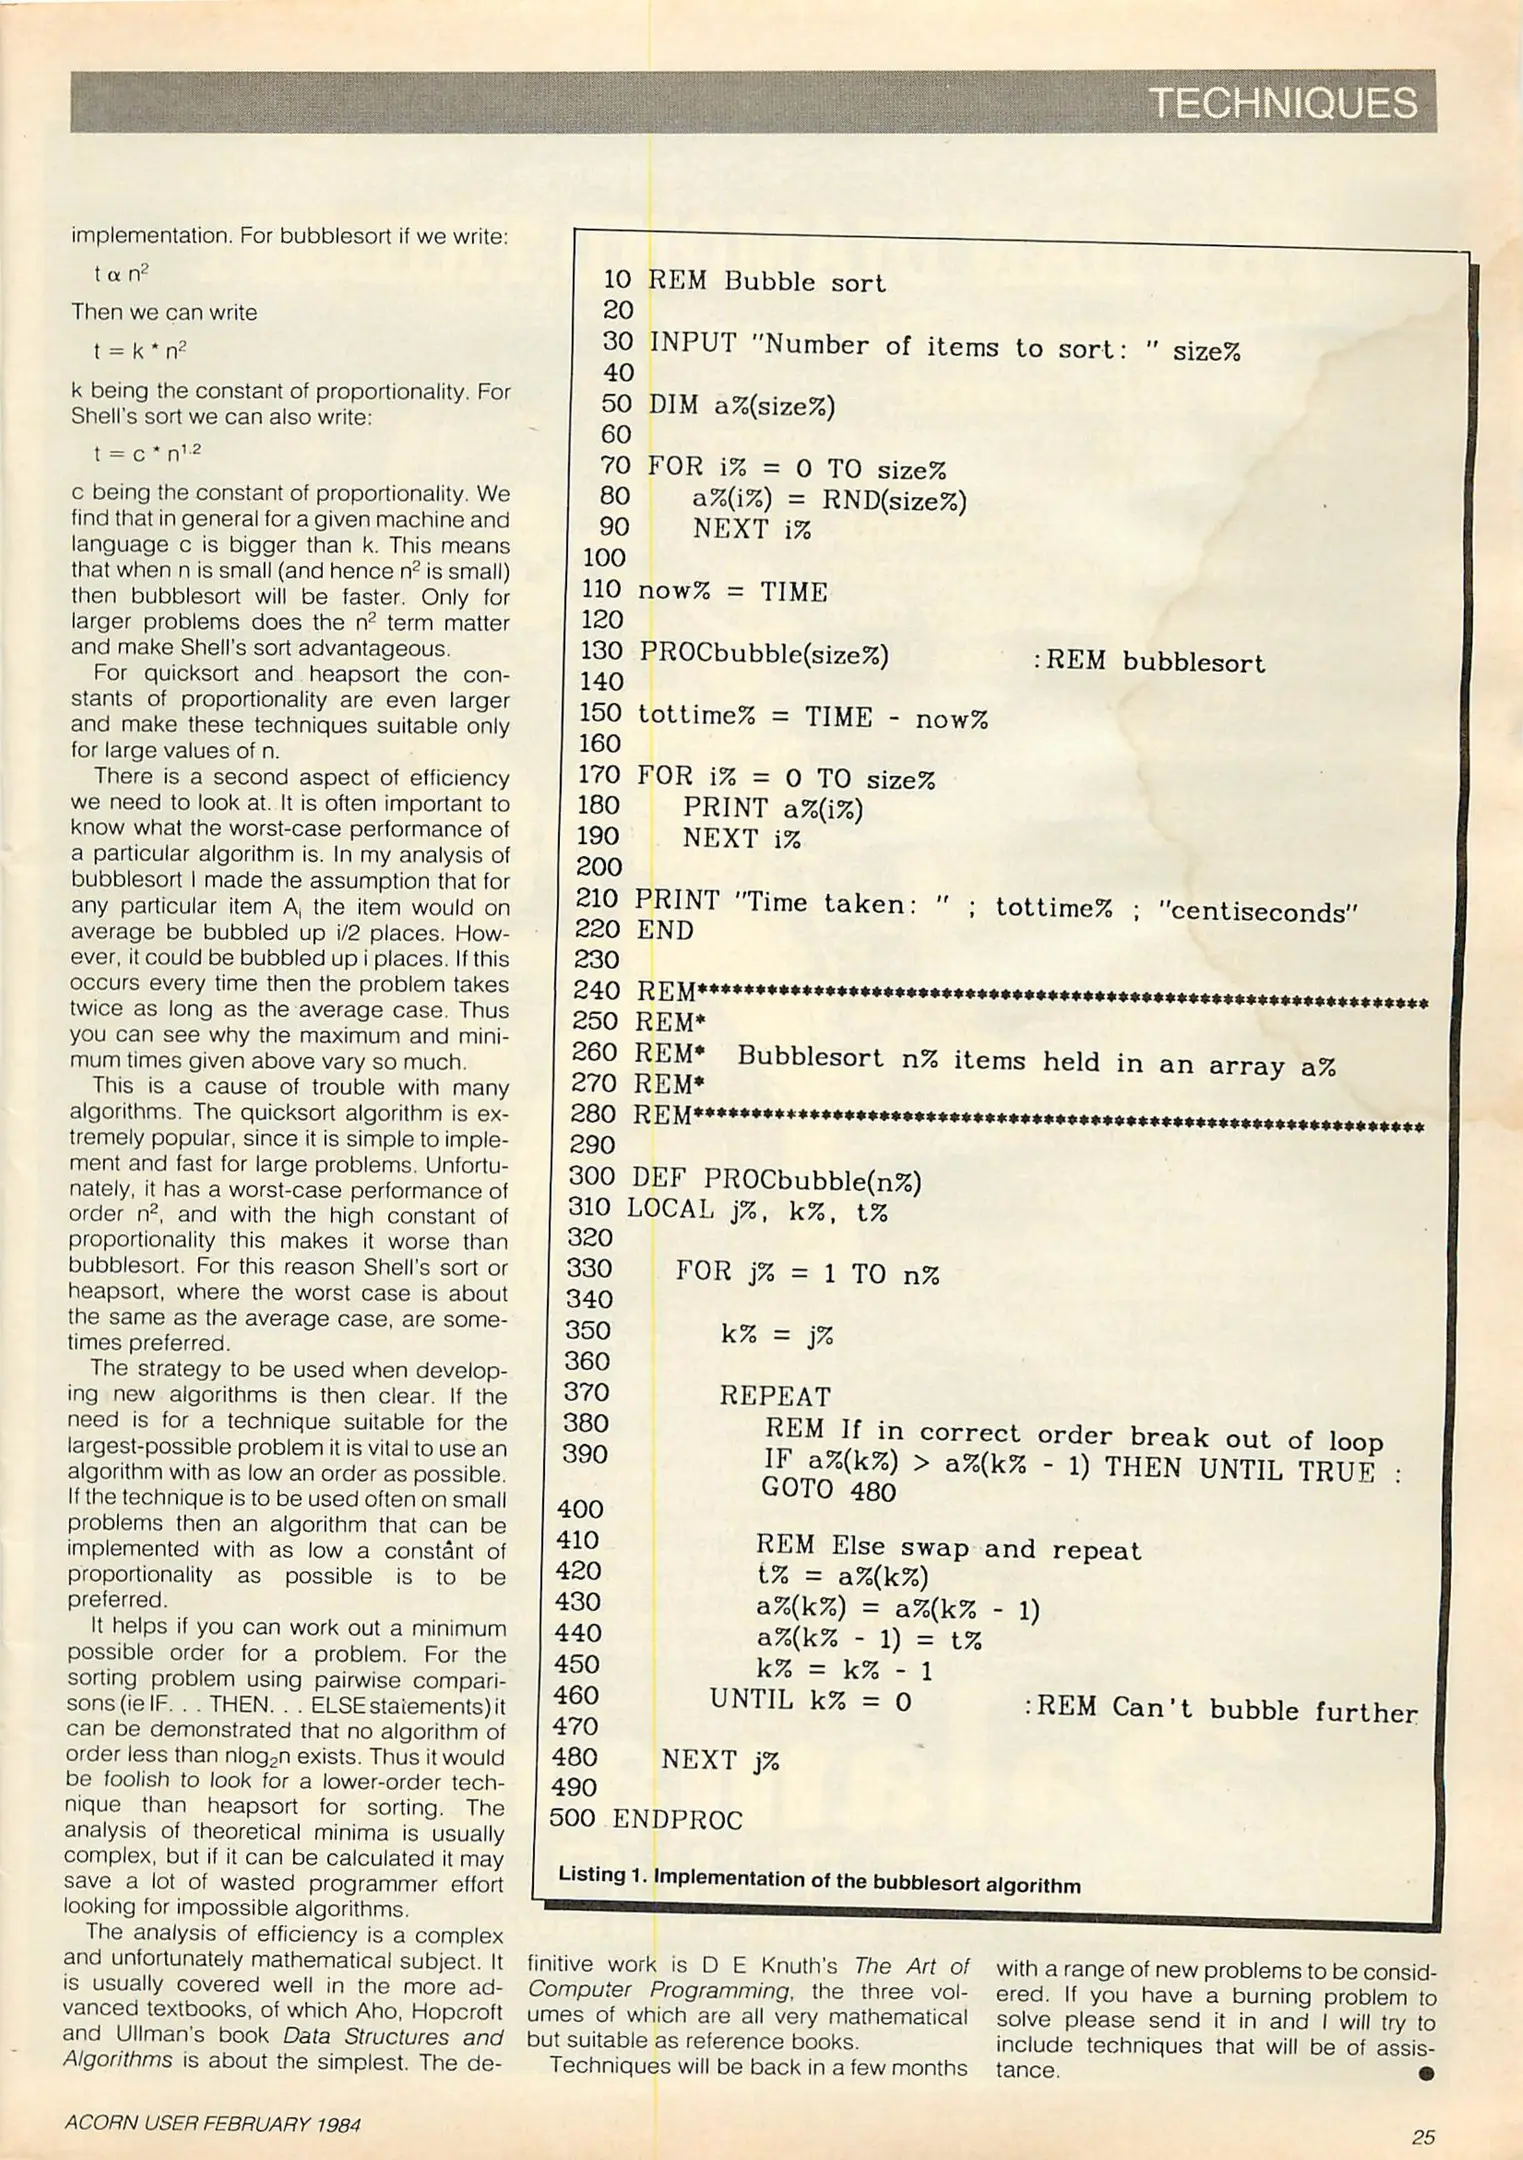 TECHNIQUES
implementation. For bubblesort if we write:
t α n²
Then we can write
t = k * n²
k being the constant of proportionality. For
Shell's sort we can also write:
t = c * n¹·²
c being the constant of proportionality. We
find that in general for a given machine and
language c is bigger than k. This means
that when n is small (and hence n² is small)
then bubblesort will be faster. Only for
larger problems does the n² term matter
and make Shell's sort advantageous.
For quicksort and heapsort the con-
stants of proportionality are even larger
and make these techniques suitable only
for large values of n.
There is a second aspect of efficiency
we need to look at. It is often important to
know what the worst-case performance of
a particular algorithm is. In my analysis of
bubblesort I made the assumption that for
any particular item Aᵢ the item would on
average be bubbled up i/2 places. How-
ever, it could be bubbled up i places. If this
occurs every time then the problem takes
twice as long as the average case. Thus
you can see why the maximum and mini-
mum times given above vary so much.
This is a cause of trouble with many
algorithms. The quicksort algorithm is ex-
tremely popular, since it is simple to imple-
ment and fast for large problems. Unfortu-
nately, it has a worst-case performance of
order n², and with the high constant of
proportionality this makes it worse than
bubblesort. For this reason Shell's sort or
heapsort, where the worst case is about
the same as the average case, are some-
times preferred.
The strategy to be used when develop-
ing new algorithms is then clear. If the
need is for a technique suitable for the
largest-possible problem it is vital to use an
algorithm with as low an order as possible.
If the technique is to be used often on small
problems then an algorithm that can be
implemented with as low a constant of
proportionality as possible is to be
preferred.
It helps if you can work out a minimum
possible order for a problem. For the
sorting problem using pairwise compari-
sons (ie IF. . . THEN. . . ELSE statements) it
can be demonstrated that no algorithm of
order less than nlog₂n exists. Thus it would
be foolish to look for a lower-order tech-
nique than heapsort for sorting. The
analysis of theoretical minima is usually
complex, but if it can be calculated it may
save a lot of wasted programmer effort
looking for impossible algorithms.
The analysis of efficiency is a complex
and unfortunately mathematical subject. It
is usually covered well in the more ad-
vanced textbooks, of which Aho, Hopcroft
and Ullman's book Data Structures and
Algorithms is about the simplest. The de-
10 REM Bubble sort
20
30 INPUT "Number of items to sort: " size%
40
50 DIM a%(size%)
60
70 FOR i% = 0 TO size%
80 a%(i%) = RND(size%)
90 NEXT i%
100
110 now% = TIME
120
130 PROCbubble(size%) :REM bubblesort
140
150 tottime% = TIME - now%
160
170 FOR i% = 0 TO size%
180 PRINT a%(i%)
190 NEXT i%
200
210 PRINT "Time taken: " ; tottime% ; "centiseconds"
220 END
230
240 REM***************************************************************
250 REM*
260 REM* Bubblesort n% items held in an array a%
270 REM*
280 REM***************************************************************
290
300 DEF PROCbubble(n%)
310 LOCAL j%, k%, t%
320
330 FOR j% = 1 TO n%
340
350 k% = j%
360
370 REPEAT
380 REM If in correct order break out of loop
390 IF a%(k%) > a%(k% - 1) THEN UNTIL TRUE :
GOTO 480
400
410 REM Else swap and repeat
420 t% = a%(k%)
430 a%(k%) = a%(k% - 1)
440 a%(k% - 1) = t%
450 k% = k% - 1
460 UNTIL k% = 0 :REM Can't bubble further
470
480 NEXT j%
490
500 ENDPROC
Listing 1. Implementation of the bubblesort algorithm
finitive work is D E Knuth's The Art of
Computer Programming, the three vol-
umes of which are all very mathematical
but suitable as reference books.
Techniques will be back in a few months
with a range of new problems to be consid-
ered. If you have a burning problem to
solve please send it in and I will try to
include techniques that will be of assis-
tance.
ACORN USER FEBRUARY 1984
25